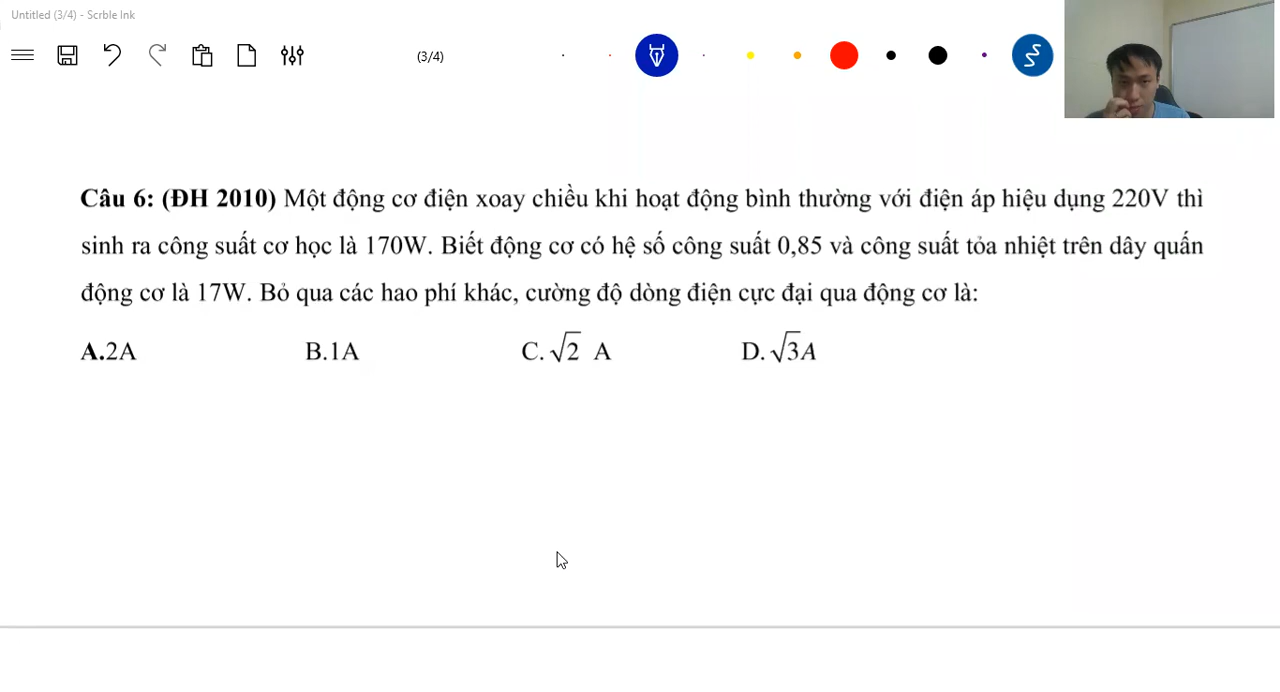 Untitled (3/4) - Scrble Ink
(3/4)
Câu 6: (ĐH 2010) Một động cơ điện xoay chiều khi hoạt động bình thường với điện áp hiệu dụng 220V thì
sinh ra công suất cơ học là 170W. Biết động cơ có hệ số công suất 0,85 và công suất tỏa nhiệt trên dây quấn
động cơ là 17W. Bỏ qua các hao phí khác, cường độ dòng điện cực đại qua động cơ là:
A.2A B.1A C. √2 A D. √3A